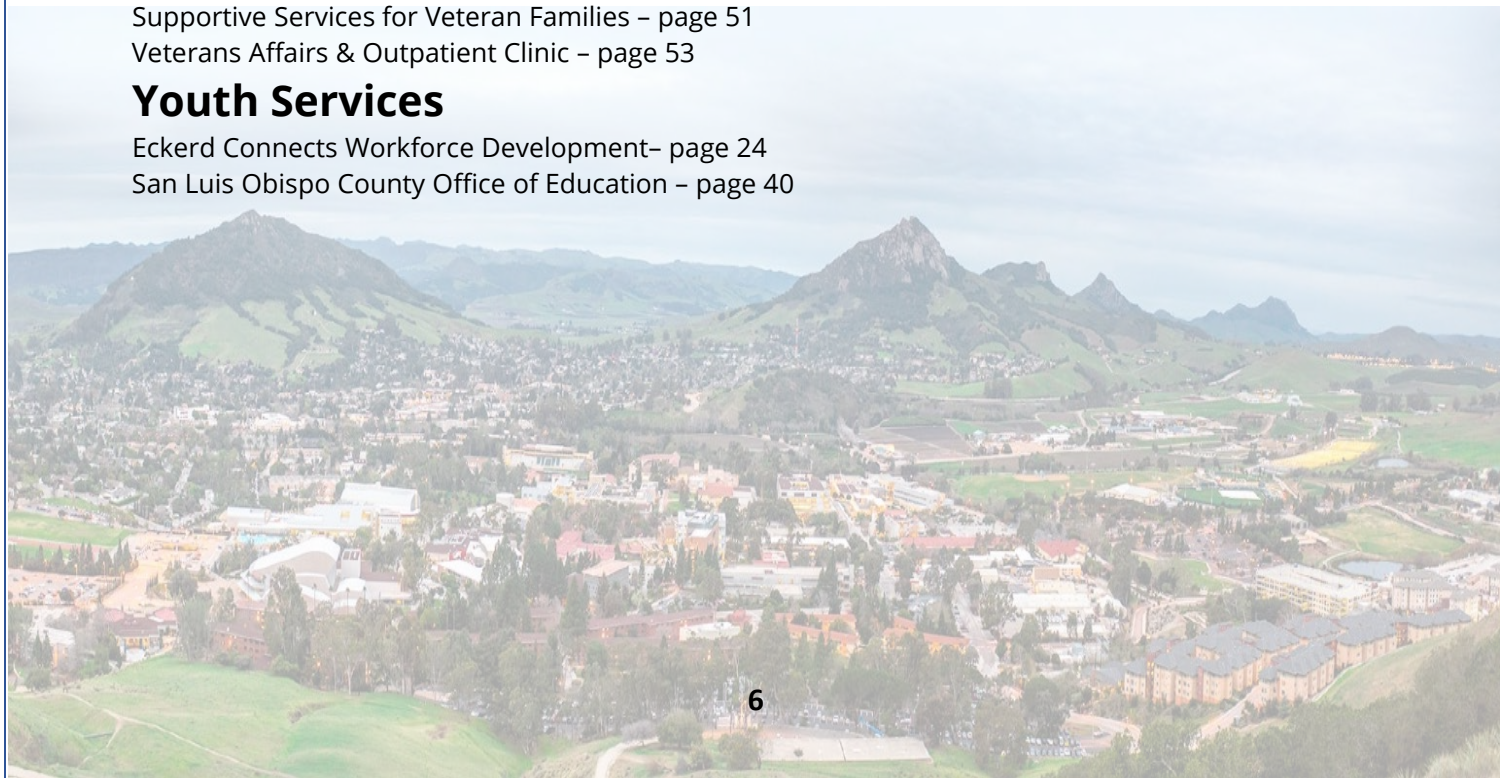 Supportive Services for Veteran Families – page 51
Veterans Affairs & Outpatient Clinic – page 53
Youth Services
Eckerd Connects Workforce Development– page 24
San Luis Obispo County Office of Education – page 40
6